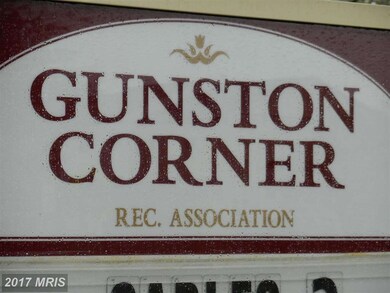 GUNSTON
CORNER
REC. ASSOCIATION
2017 MRIS